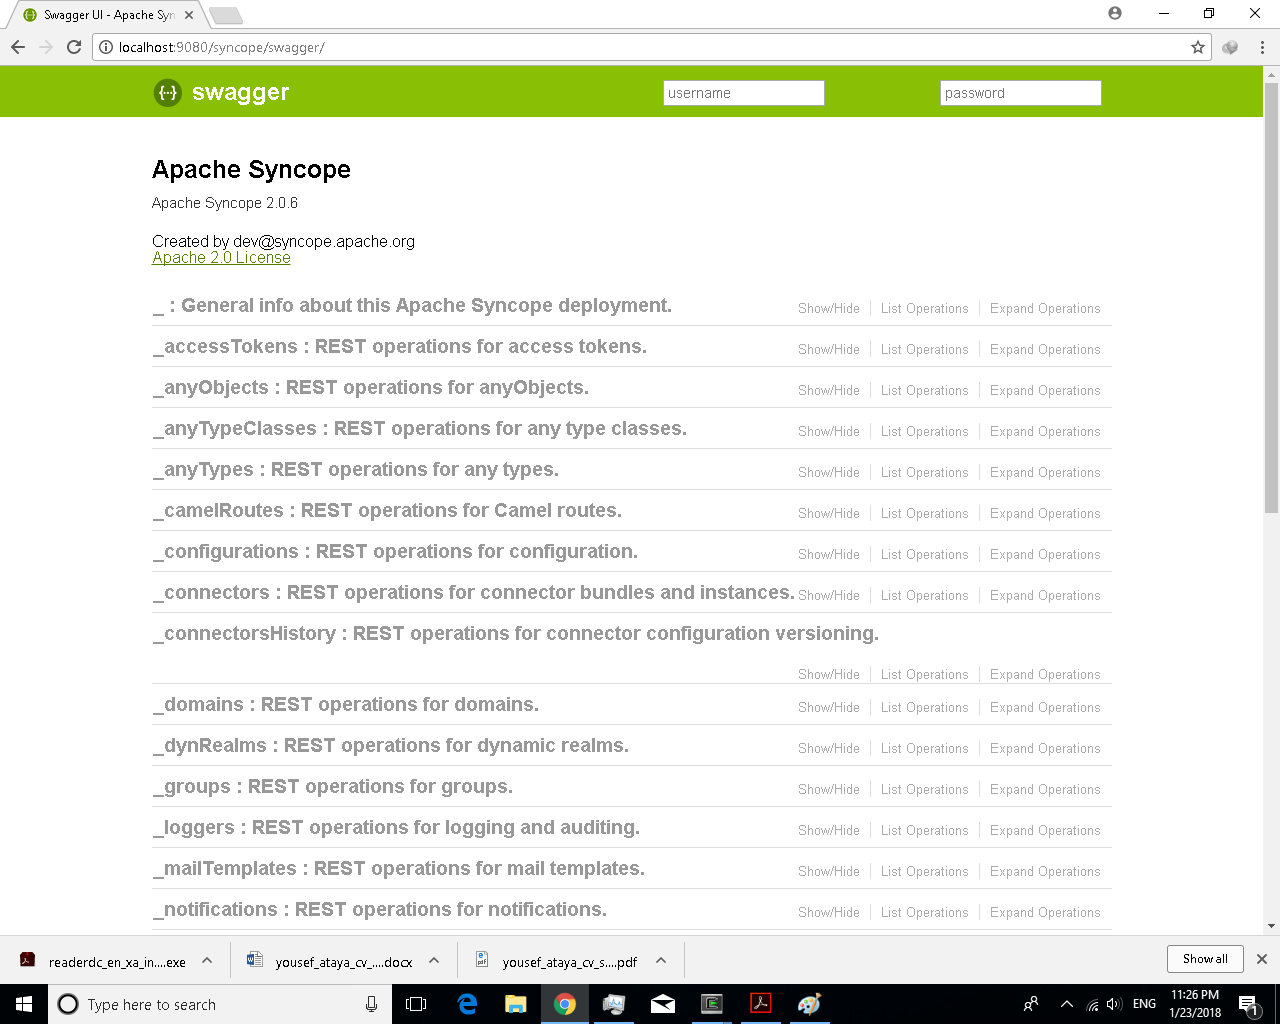 Swagger UI - Apache Syn
localhost:9080/syncope/swagger/
swagger
username
password
Apache Syncope
Apache Syncope 2.0.6
Created by dev@syncope.apache.org
Apache 2.0 License
_ : General info about this Apache Syncope deployment. Show/Hide List Operations Expand Operations
_accessTokens : REST operations for access tokens. Show/Hide List Operations Expand Operations
_anyObjects : REST operations for anyObjects. Show/Hide List Operations Expand Operations
_anyTypeClasses : REST operations for any type classes. Show/Hide List Operations Expand Operations
_anyTypes : REST operations for any types. Show/Hide List Operations Expand Operations
_camelRoutes : REST operations for Camel routes. Show/Hide List Operations Expand Operations
_configurations : REST operations for configuration. Show/Hide List Operations Expand Operations
_connectors : REST operations for connector bundles and instances. Show/Hide List Operations Expand Operations
_connectorsHistory : REST operations for connector configuration versioning.
Show/Hide List Operations Expand Operations
_domains : REST operations for domains. Show/Hide List Operations Expand Operations
_dynRealms : REST operations for dynamic realms. Show/Hide List Operations Expand Operations
_groups : REST operations for groups. Show/Hide List Operations Expand Operations
_loggers : REST operations for logging and auditing. Show/Hide List Operations Expand Operations
_mailTemplates : REST operations for mail templates. Show/Hide List Operations Expand Operations
_notifications : REST operations for notifications. Show/Hide List Operations Expand Operations
readerdc_en_xa_in....exe
yousef_ataya_cv_....docx
yousef_ataya_cv_s....pdf
Show all
Type here to search
ENG
11:26 PM
1/23/2018
1